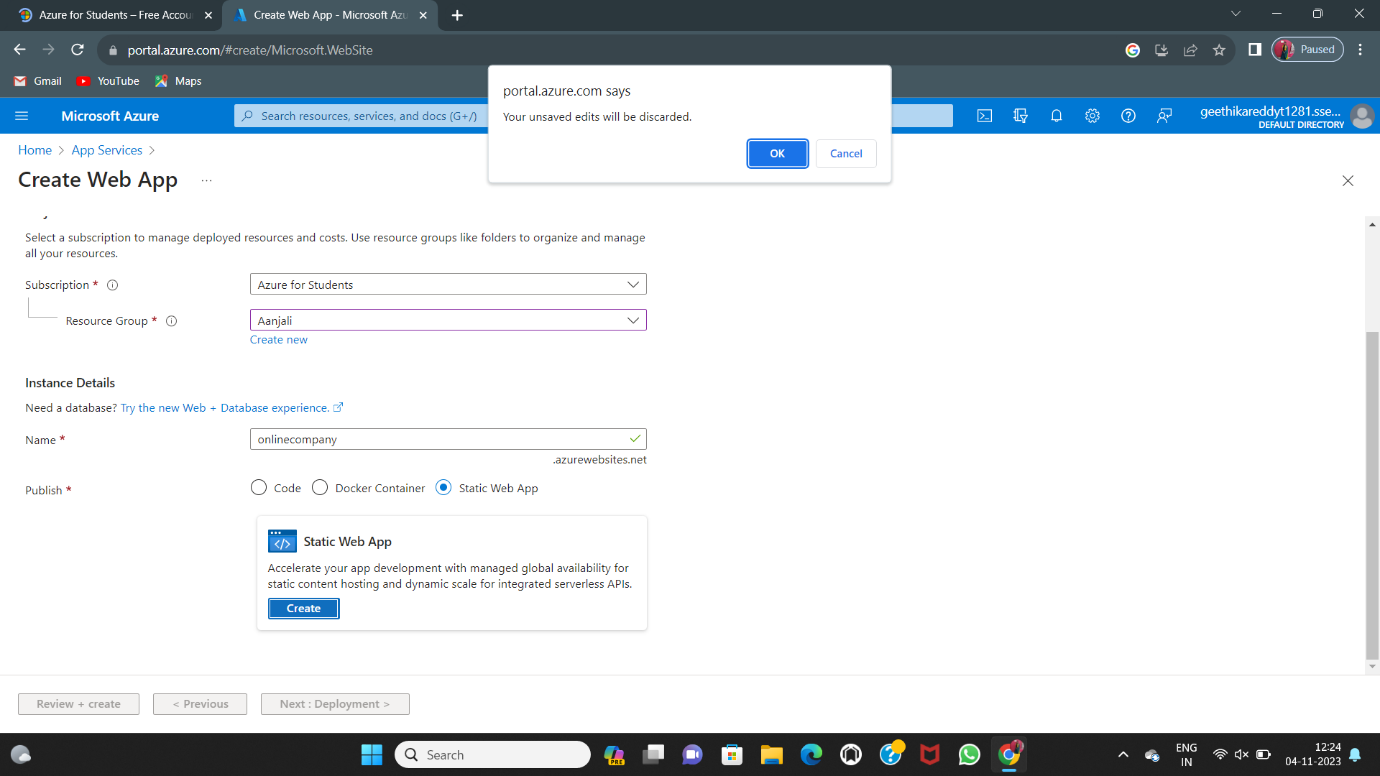 Azure for Students – Free Accou
Create Web App - Microsoft Azu
portal.azure.com/#create/Microsoft.WebSite
Paused
Gmail
YouTube
Maps
portal.azure.com says
Your unsaved edits will be discarded.
OK
Cancel
Microsoft Azure
Search resources, services, and docs (G+/)
geethikareddyt1281.sse...
DEFAULT DIRECTORY
Home > App Services >
Create Web App
...
Select a subscription to manage deployed resources and costs. Use resource groups like folders to organize and manage
all your resources.
Subscription *
Azure for Students
Resource Group *
Aanjali
Create new
Instance Details
Need a database? Try the new Web + Database experience.
Name *
onlinecompany
.azurewebsites.net
Publish *
Code
Docker Container
Static Web App
Static Web App
Accelerate your app development with managed global availability for
static content hosting and dynamic scale for integrated serverless APIs.
Create
Review + create
< Previous
Next : Deployment >
Search
PRE
ENG
IN
12:24
04-11-2023